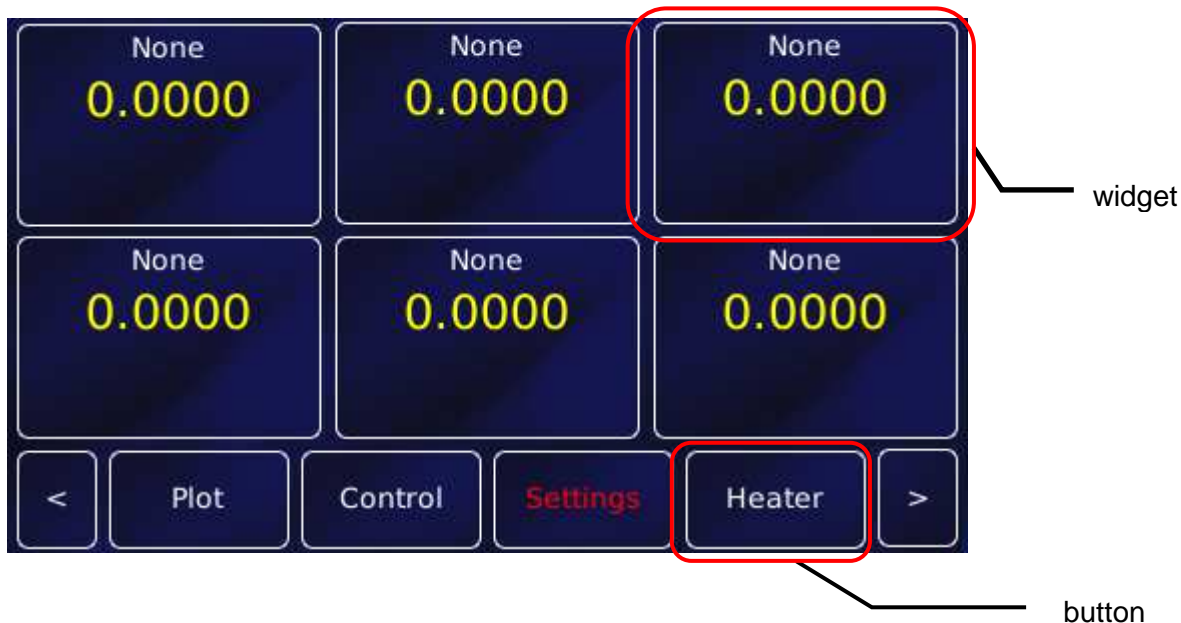 None None None
0.0000 0.0000 0.0000
widget
None None None
0.0000 0.0000 0.0000
< Plot Control Settings Heater >
button